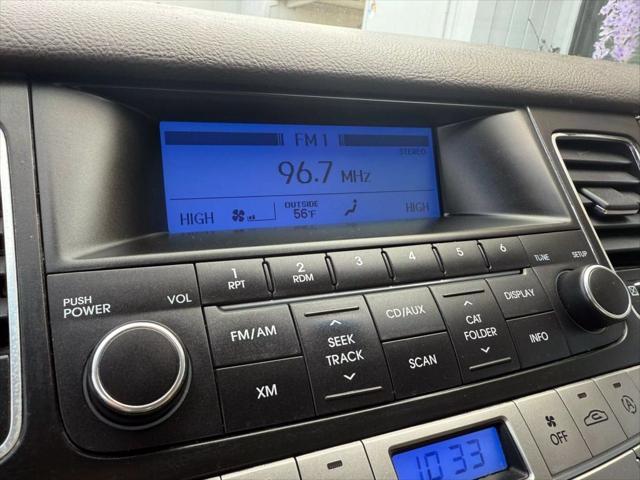 FM 1
STEREO
96.7 MHz
HIGH OUTSIDE 56°F HIGH
1 RPT 2 RDM 3 4 5 6
TUNE SETUP
PUSH POWER VOL
FM/AM SEEK TRACK CD/AUX CAT FOLDER DISPLAY
XM SCAN INFO
OFF
10:33